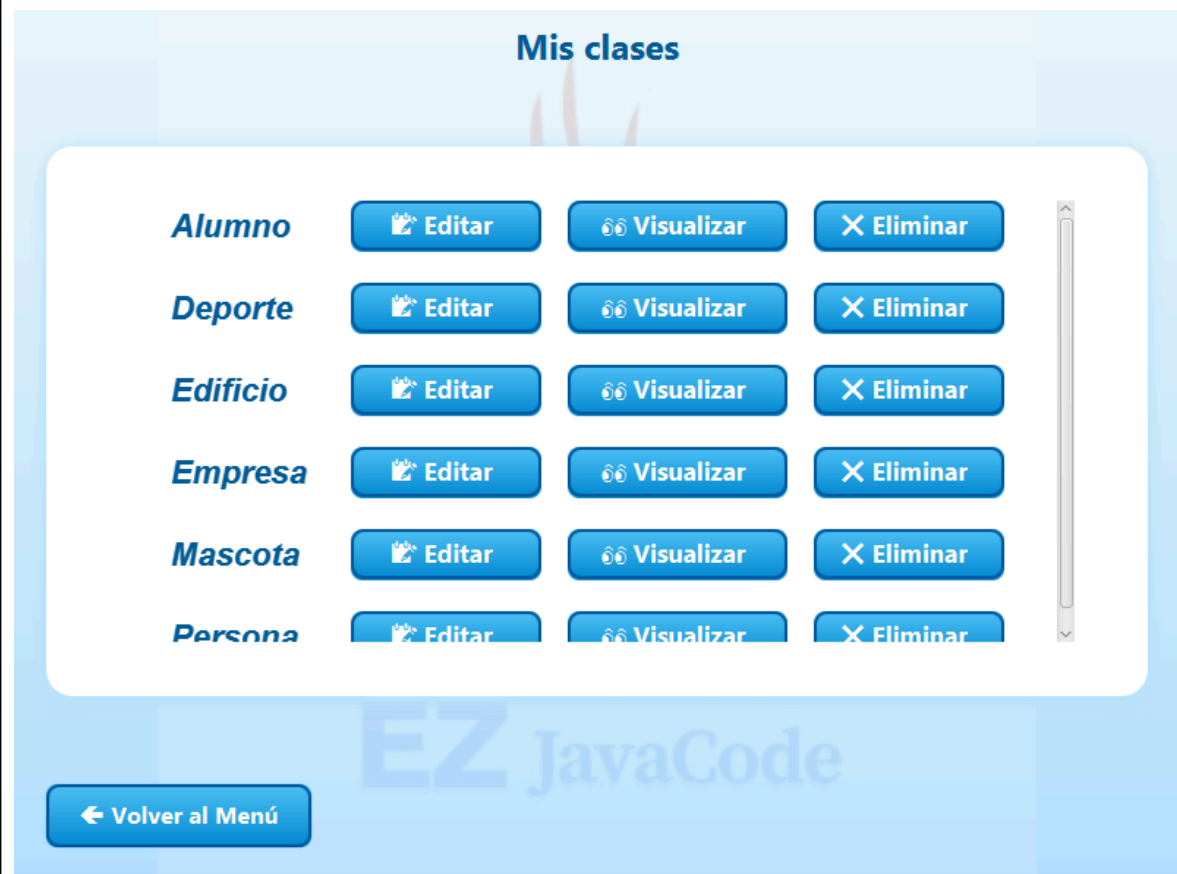 Mis clases
Alumno Editar Visualizar Eliminar
Deporte Editar Visualizar Eliminar
Edificio Editar Visualizar Eliminar
Empresa Editar Visualizar Eliminar
Mascota Editar Visualizar Eliminar
Persona Editar Visualizar Eliminar
EZ JavaCode
Volver al Menú